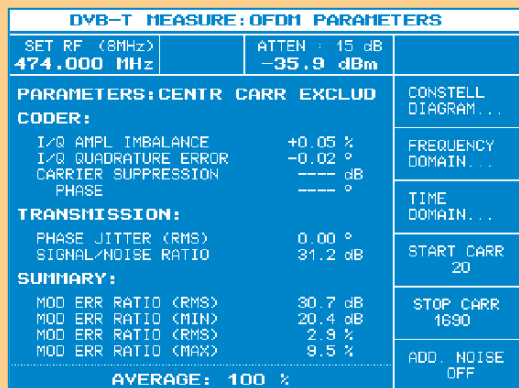 DVB-T MEASURE:OFDM PARAMETERS
SET RF (8MHz)
474.000 MHz
ATTEN : 15 dB
-35.9 dBm
PARAMETERS:CENTR CARR EXCLUD
CODER:
I/Q AMPL IMBALANCE +0.05 %
I/Q QUADRATURE ERROR -0.02 °
CARRIER SUPPRESSION ---- dB
PHASE ---- °
TRANSMISSION:
PHASE JITTER (RMS) 0.00 °
SIGNAL/NOISE RATIO 31.2 dB
SUMMARY:
MOD ERR RATIO (RMS) 30.7 dB
MOD ERR RATIO (MIN) 20.4 dB
MOD ERR RATIO (RMS) 2.9 %
MOD ERR RATIO (MAX) 9.5 %
AVERAGE: 100 %
CONSTELL
DIAGRAM...
FREQUENCY
DOMAIN...
TIME
DOMAIN...
START CARR
20
STOP CARR
1690
ADD. NOISE
OFF